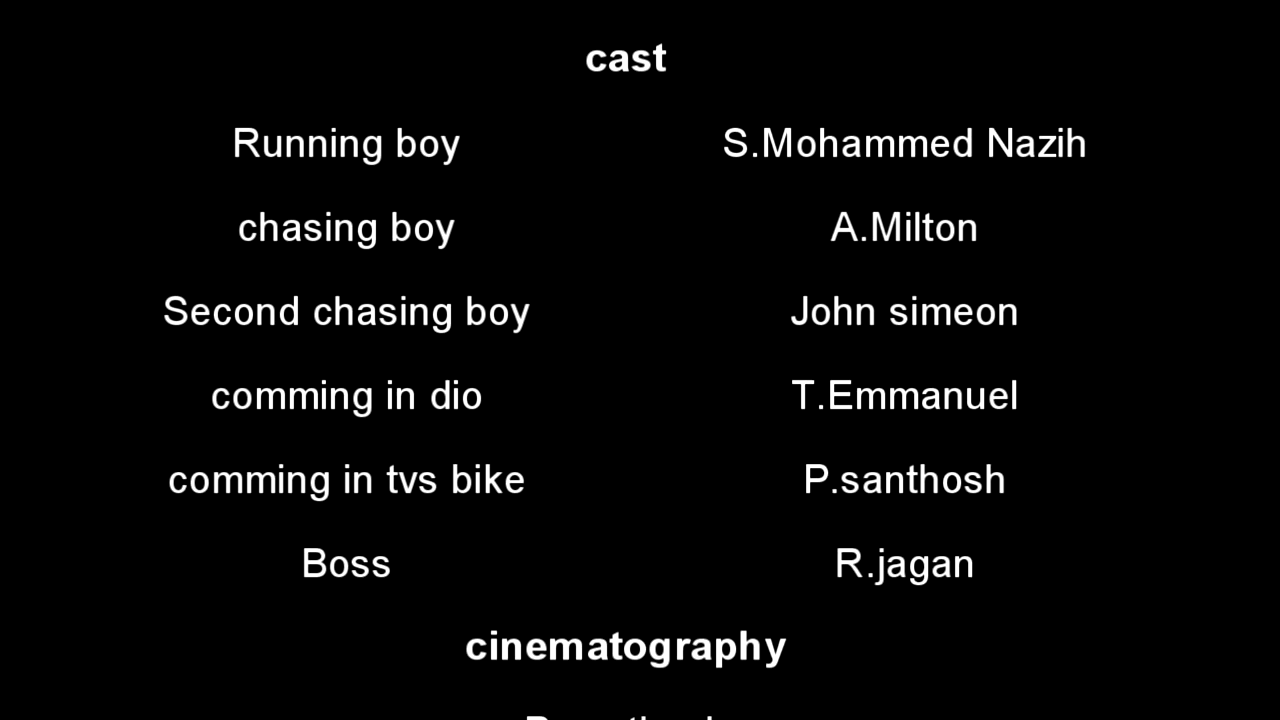 cast
Running boy S.Mohammed Nazih
chasing boy A.Milton
Second chasing boy John simeon
comming in dio T.Emmanuel
comming in tvs bike P.santhosh
Boss R.jagan
cinematography